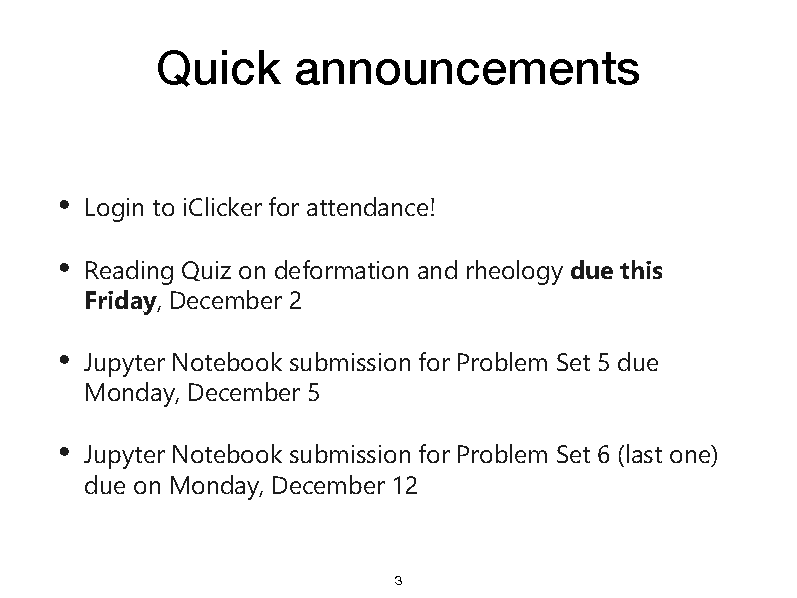 Quick announcements
• Login to iClicker for attendance!
• Reading Quiz on deformation and rheology due this
Friday, December 2
• Jupyter Notebook submission for Problem Set 5 due
Monday, December 5
• Jupyter Notebook submission for Problem Set 6 (last one)
due on Monday, December 12
3